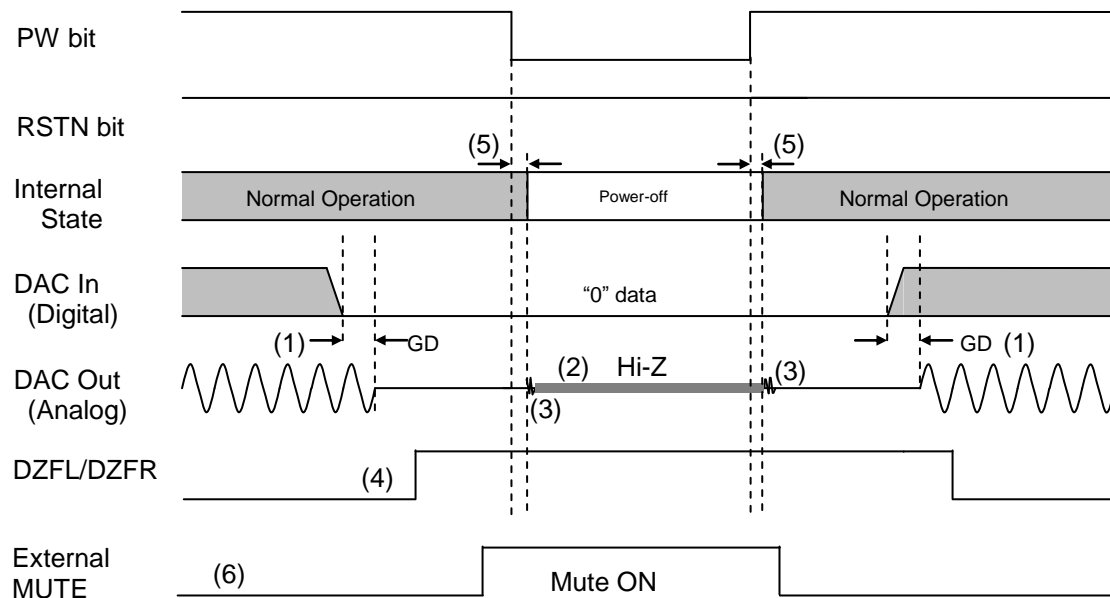 PW bit
RSTN bit
(5) (5)
Internal
State
Normal Operation Power-off Normal Operation
DAC In
(Digital)
“0” data
(1) GD GD (1)
DAC Out
(Analog)
(2) Hi-Z (3)
(3)
DZFL/DZFR
(4)
External
MUTE
(6) Mute ON